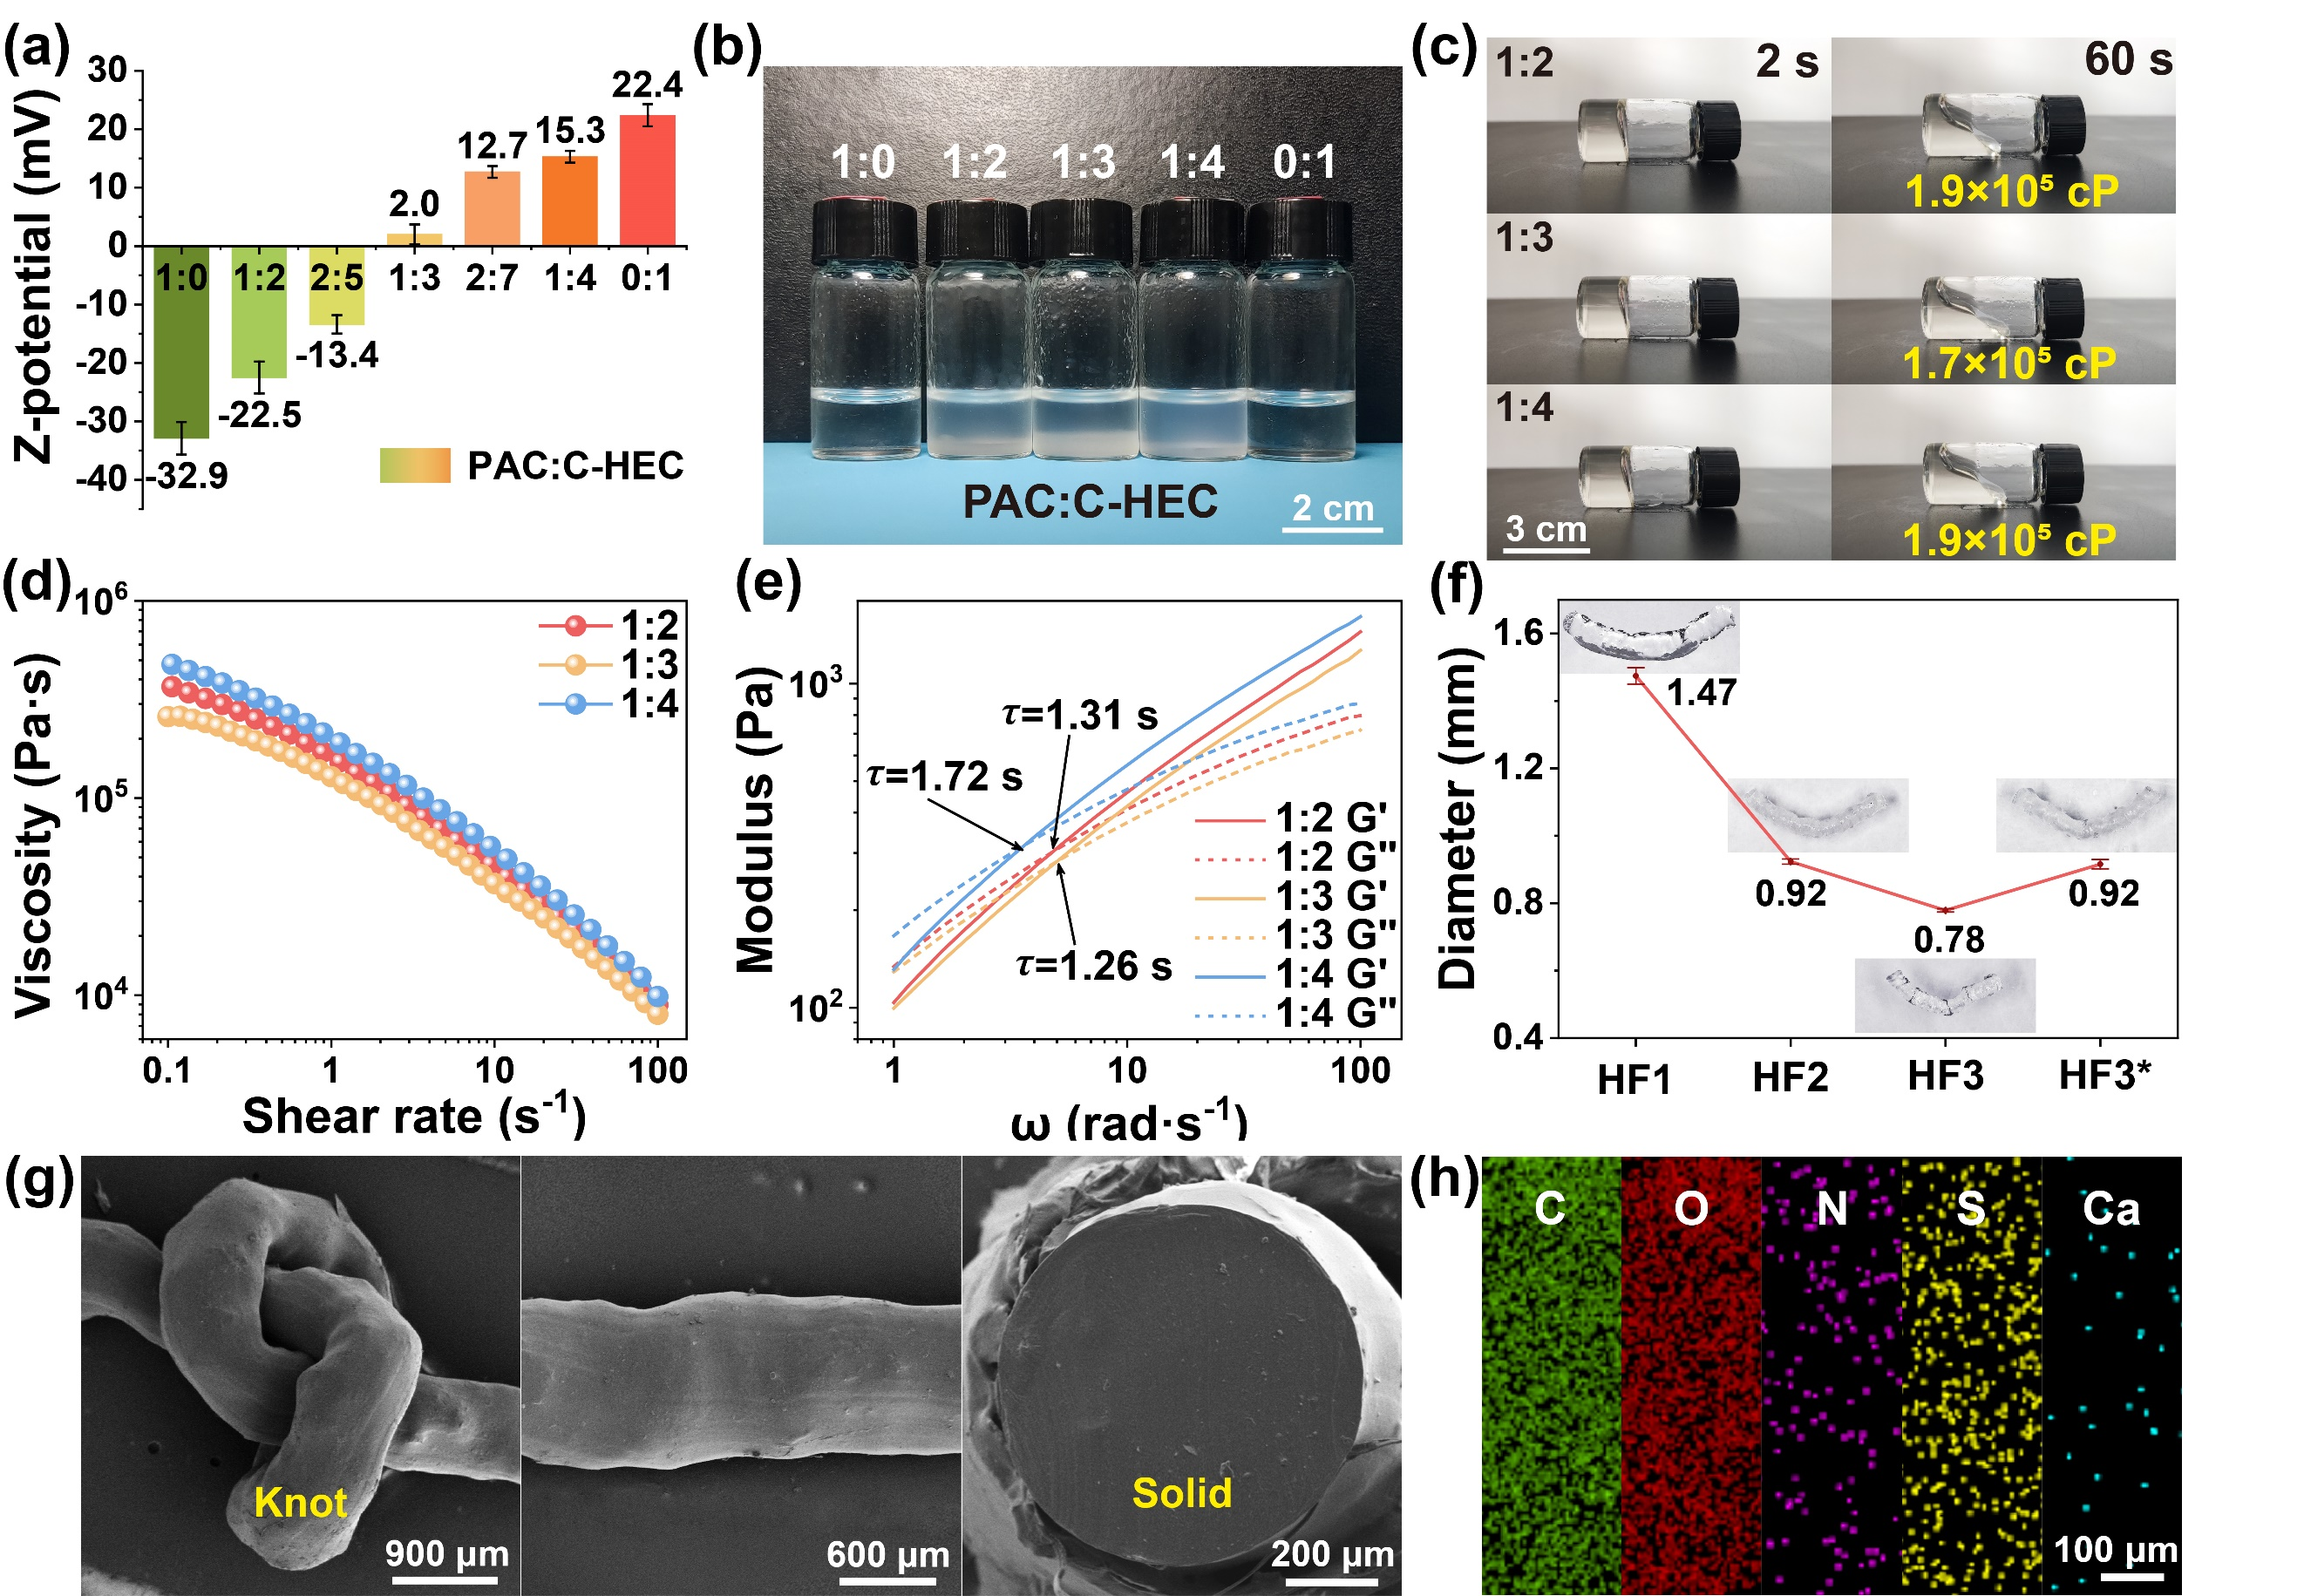 (a)
Z-potential (mV)
30
20
10
0
-10
-20
-30
-40
22.4
15.3
12.7
2.0
1:0 1:2 2:5 1:3 2:7 1:4 0:1
-13.4
-22.5
-32.9
PAC:C-HEC
(b)
1:0 1:2 1:3 1:4 0:1
PAC:C-HEC
2 cm
(c)
1:2 2 s 60 s
1.9×10⁵ cP
1:3
1.7×10⁵ cP
1:4
3 cm
1.9×10⁵ cP
(d)
Viscosity (Pa·s)
10⁶
10⁵
10⁴
1:2
1:3
1:4
0.1 1 10 100
Shear rate (s⁻¹)
(e)
Modulus (Pa)
10³
10²
τ=1.31 s
τ=1.72 s
τ=1.26 s
1:2 G'
1:2 G"
1:3 G'
1:3 G"
1:4 G'
1:4 G"
1 10 100
ω (rad·s⁻¹)
(f)
Diameter (mm)
1.6
1.2
0.8
0.4
1.47
0.92
0.78
0.92
HF1 HF2 HF3 HF3*
(g)
Knot
900 μm
600 μm
Solid
200 μm
(h)
C O N S Ca
100 μm